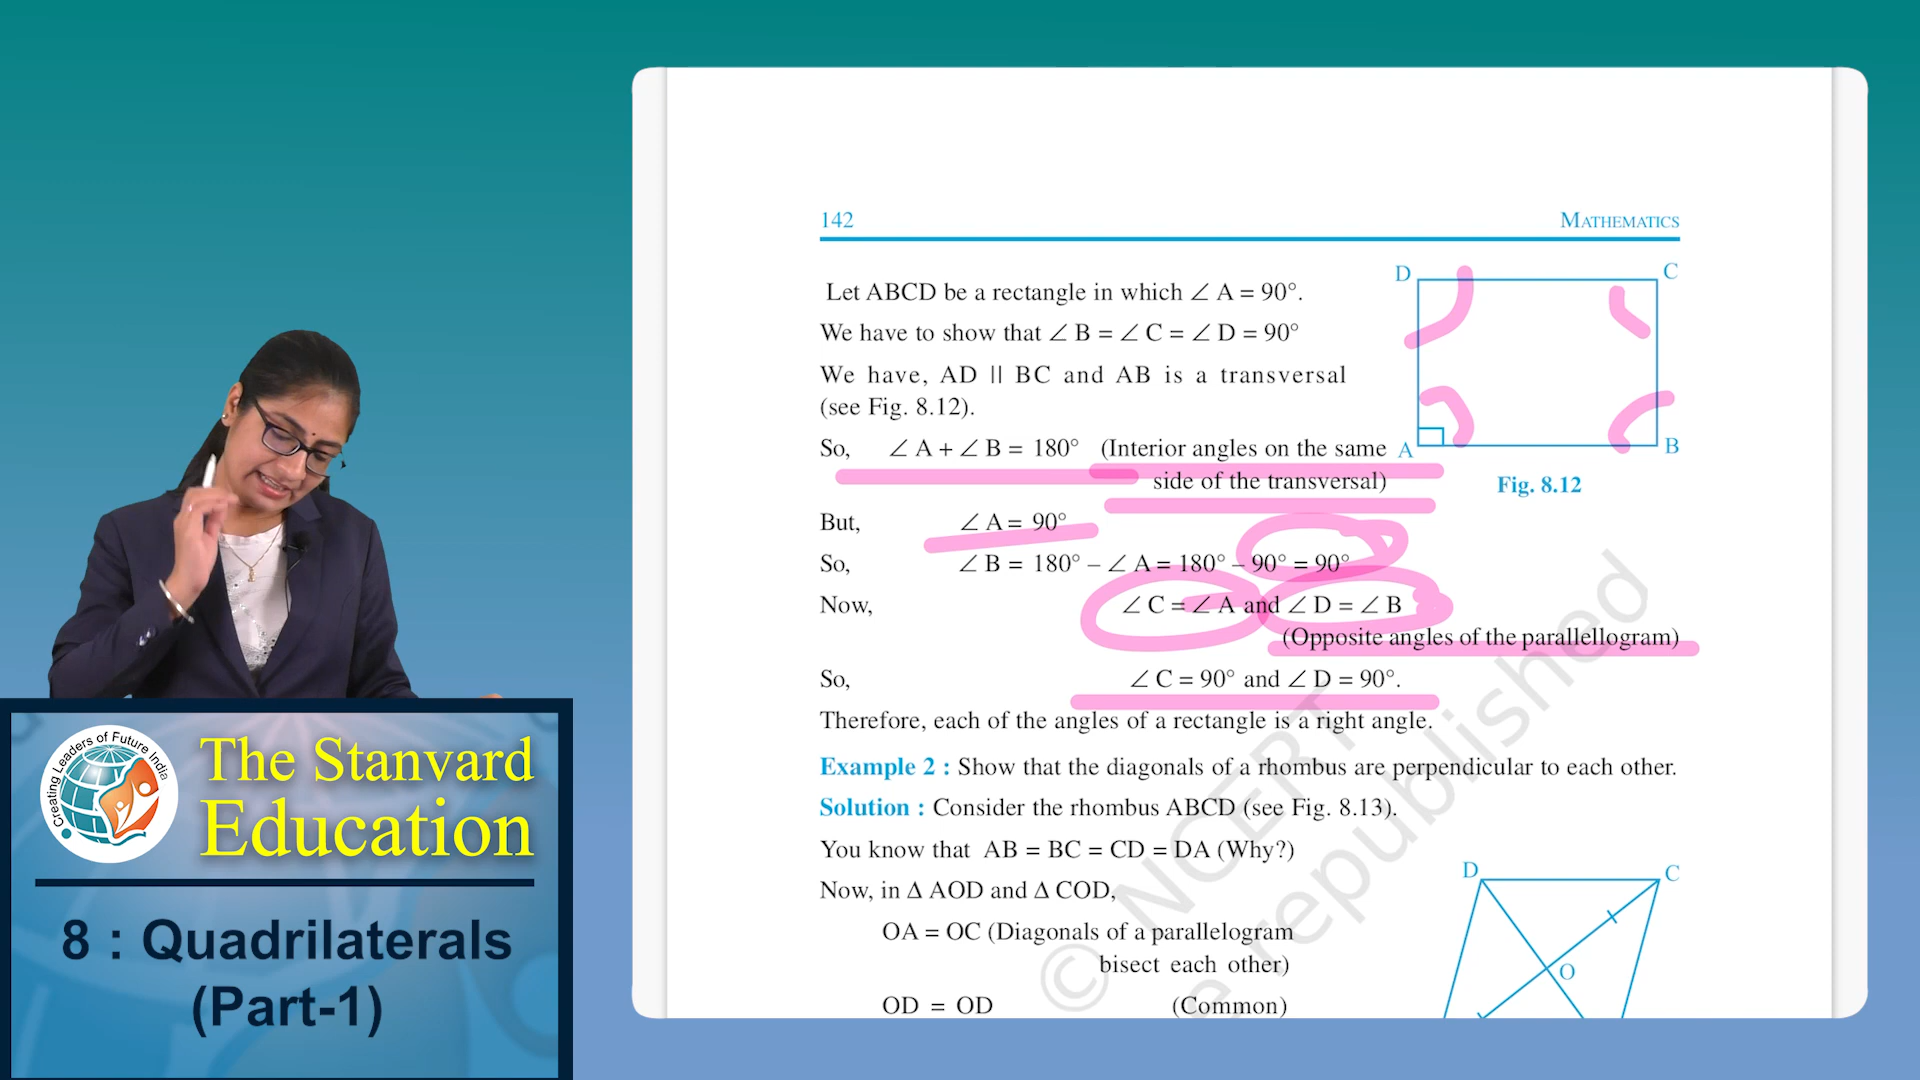 142 MATHEMATICS
Let ABCD be a rectangle in which ∠ A = 90°.
We have to show that ∠ B = ∠ C = ∠ D = 90°
We have, AD || BC and AB is a transversal
(see Fig. 8.12).
So, ∠ A + ∠ B = 180° (Interior angles on the same
side of the transversal)
But, ∠ A = 90°
So, ∠ B = 180° – ∠ A = 180° – 90° = 90°
Now, ∠ C = ∠ A and ∠ D = ∠ B
(Opposite angles of the parallellogram)
So, ∠ C = 90° and ∠ D = 90°.
Therefore, each of the angles of a rectangle is a right angle.
D C
A B
Fig. 8.12
Example 2 : Show that the diagonals of a rhombus are perpendicular to each other.
Solution : Consider the rhombus ABCD (see Fig. 8.13).
You know that AB = BC = CD = DA (Why?)
Now, in Δ AOD and Δ COD,
OA = OC (Diagonals of a parallelogram
bisect each other)
OD = OD (Common)
D C
O
© NCERT
republished
Creating Leaders of Future India
The Stanvard
Education
8 : Quadrilaterals
(Part-1)